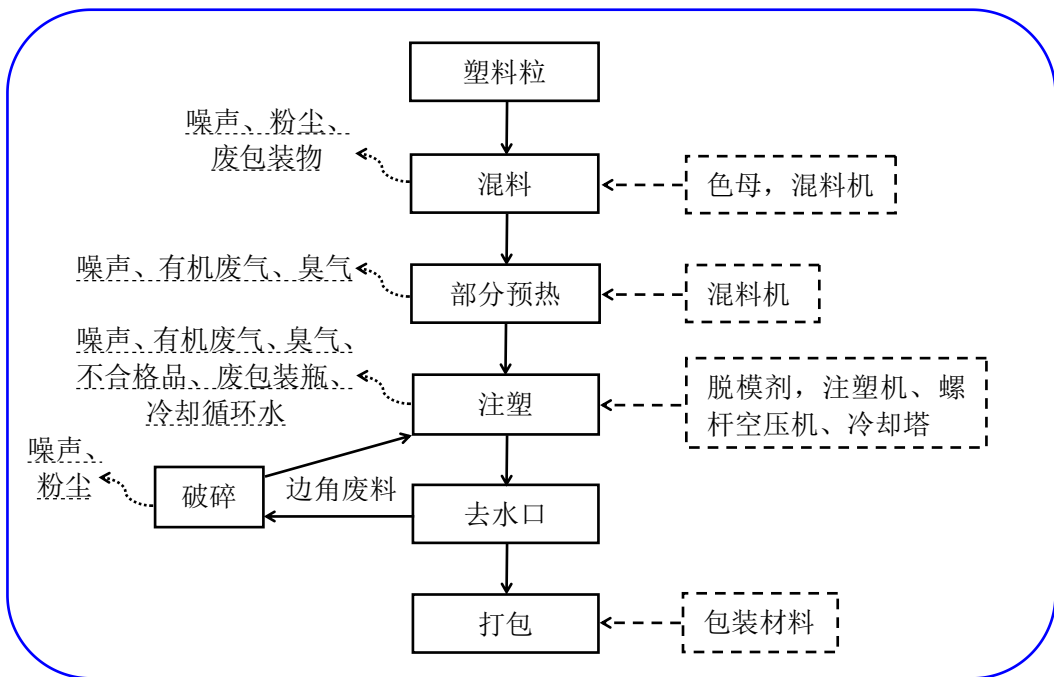 塑料粒
噪声、粉尘、
废包装物
混料
色母，混料机
噪声、有机废气、臭气
部分预热
混料机
噪声、有机废气、臭气、
不合格品、废包装瓶、
冷却循环水
注塑
脱模剂，注塑机、螺
杆空压机、冷却塔
噪声、
粉尘
破碎
边角废料
去水口
打包
包装材料